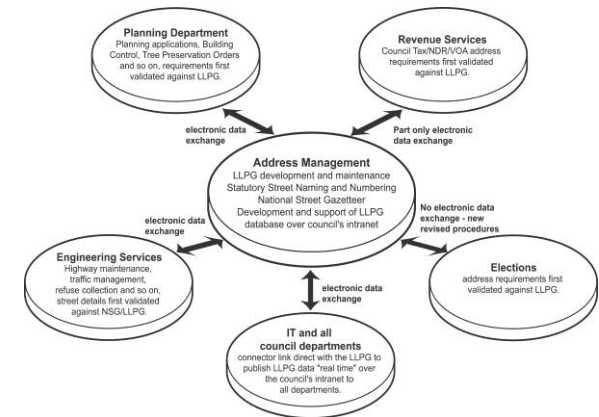 Planning Department
Planning applications, Building
Control, Tree Preservation Orders
and so on, requirements first
validated against LLPG.
Revenue Services
Council Tax/NDR/VOA address
requirements first validated
against LLPG.
electronic data
exchange
Part only electronic
data exchange
Address Management
LLPG development and maintenance
Statutory Street Naming and Numbering
National Street Gazetteer
Development and support of LLPG
database over council's intranet
electronic data
exchange
No electronic data
exchange - new
revised procedures
Engineering Services
Highway maintenance,
traffic management,
refuse collection and so on,
street details first validated
against NSG/LLPG.
Elections
address requirements first
validated against LLPG.
electronic data
exchange
IT and all
council departments
connector link direct with the LLPG to
publish LLPG data "real time" over
the council's intranet to
all departments.